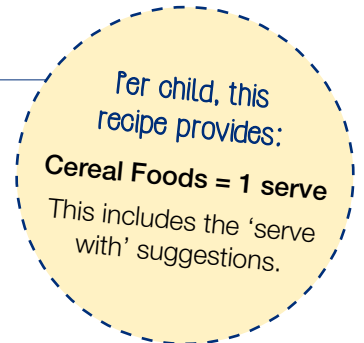 Per child, this
recipe provides:
Cereal Foods = 1 serve
This includes the ‘serve
with’ suggestions.